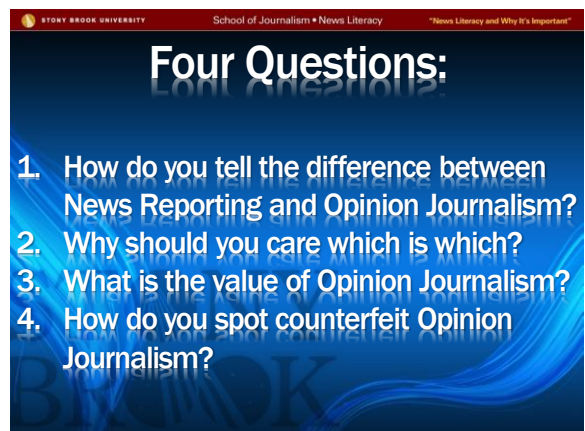 STONY BROOK UNIVERSITY School of Journalism • News Literacy "News Literacy and Why It's Important"
Four Questions:
1. How do you tell the difference between
News Reporting and Opinion Journalism?
2. Why should you care which is which?
3. What is the value of Opinion Journalism?
4. How do you spot counterfeit Opinion
Journalism?
BROOK